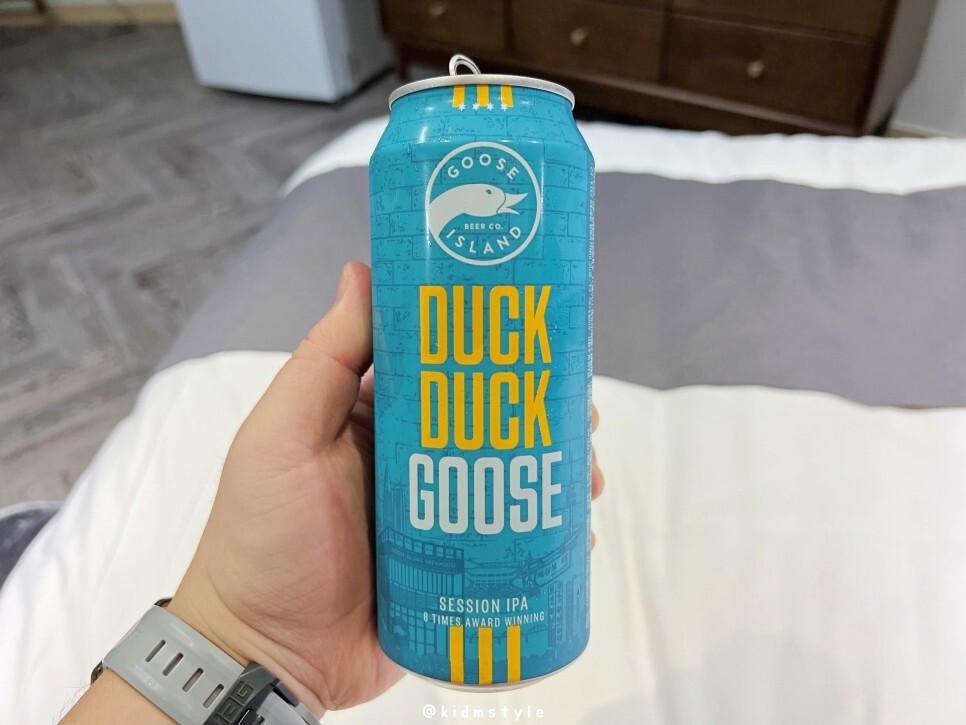 GOOSE
BEER CO.
ISLAND
DUCK
DUCK
GOOSE
SESSION IPA
6 TIMES AWARD WINNING
@kidmstyle